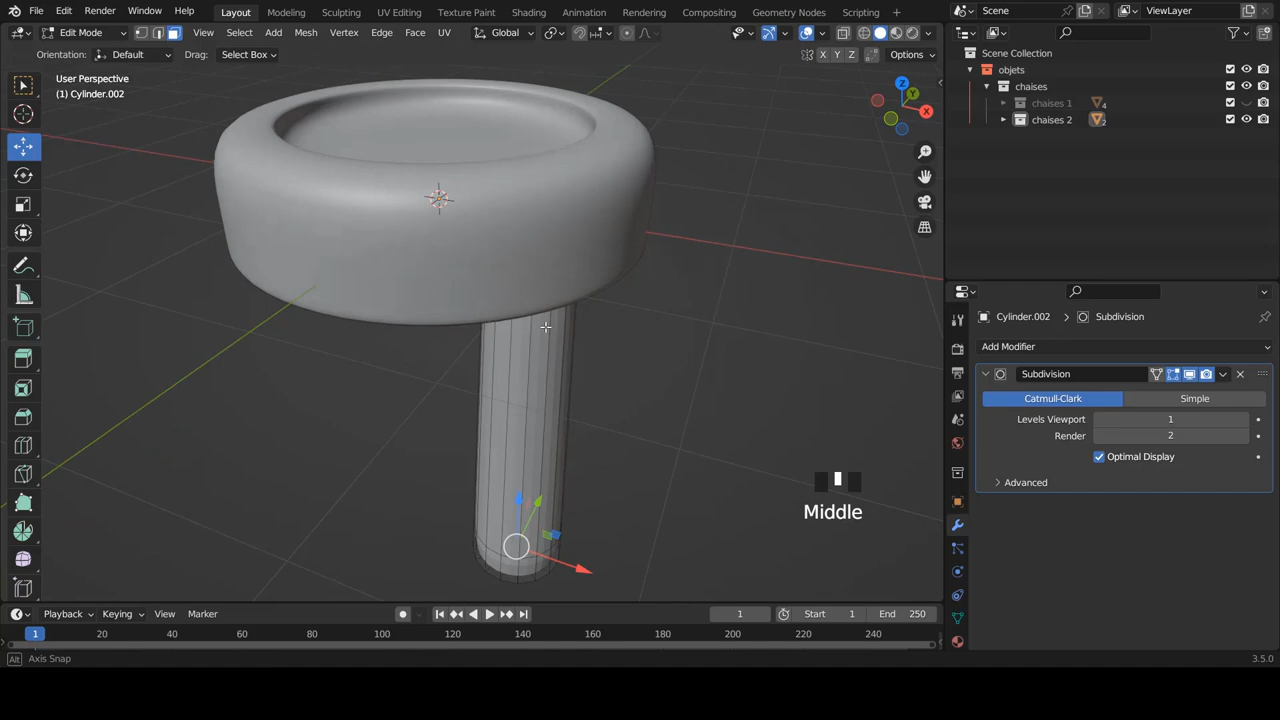 File Edit Render Window Help Layout Modeling Sculpting UV Editing Texture Paint Shading Animation Rendering Compositing Geometry Nodes Scripting + Scene ViewLayer
Edit Mode View Select Add Mesh Vertex Edge Face UV Global
Orientation: Default Drag: Select Box X Y Z Options
User Perspective
(1) Cylinder.002
Z
Y
X
Scene Collection
objets
chaises
chaises 1 4
chaises 2 2
Cylinder.002 > Subdivision
Add Modifier
Subdivision
Catmull-Clark Simple
Levels Viewport 1
Render 2
Optimal Display
Advanced
Middle
Playback Keying View Marker 1 Start 1 End 250
1 20 40 60 80 100 120 140 160 180 200 220 240
Alt Axis Snap 3.5.0